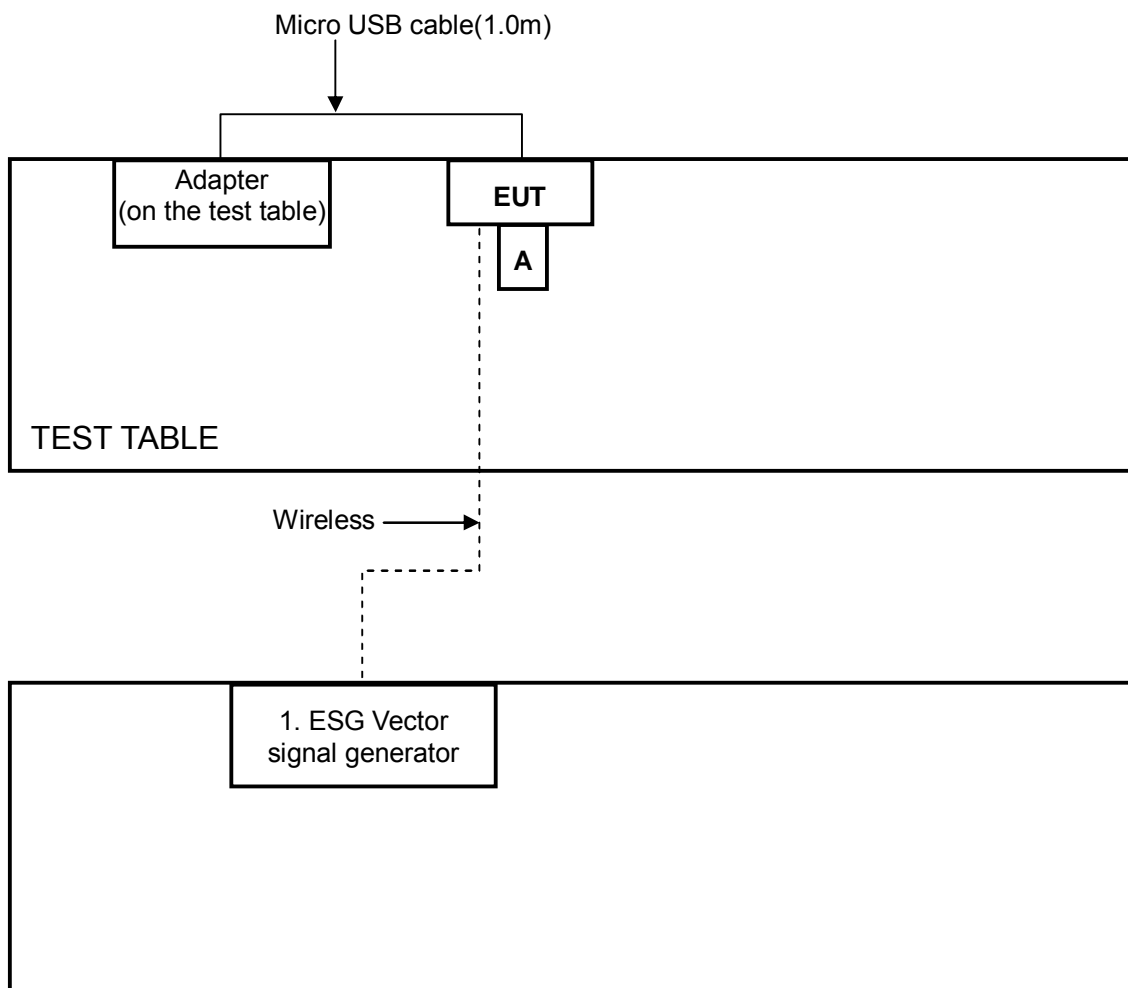 Micro USB cable(1.0m)
Adapter
(on the test table)
EUT
A
TEST TABLE
Wireless
1. ESG Vector
signal generator